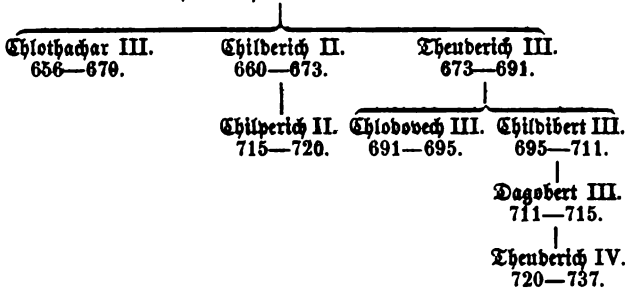 Chlothachar III. Childerich II. Theuderich III.
656—670. 660—673. 673—691.
Chilperich II. Chlodovech III. Childibert III.
715—720. 691—695. 695—711.
Dagobert III.
711—715.
Theuderich IV.
720—737.